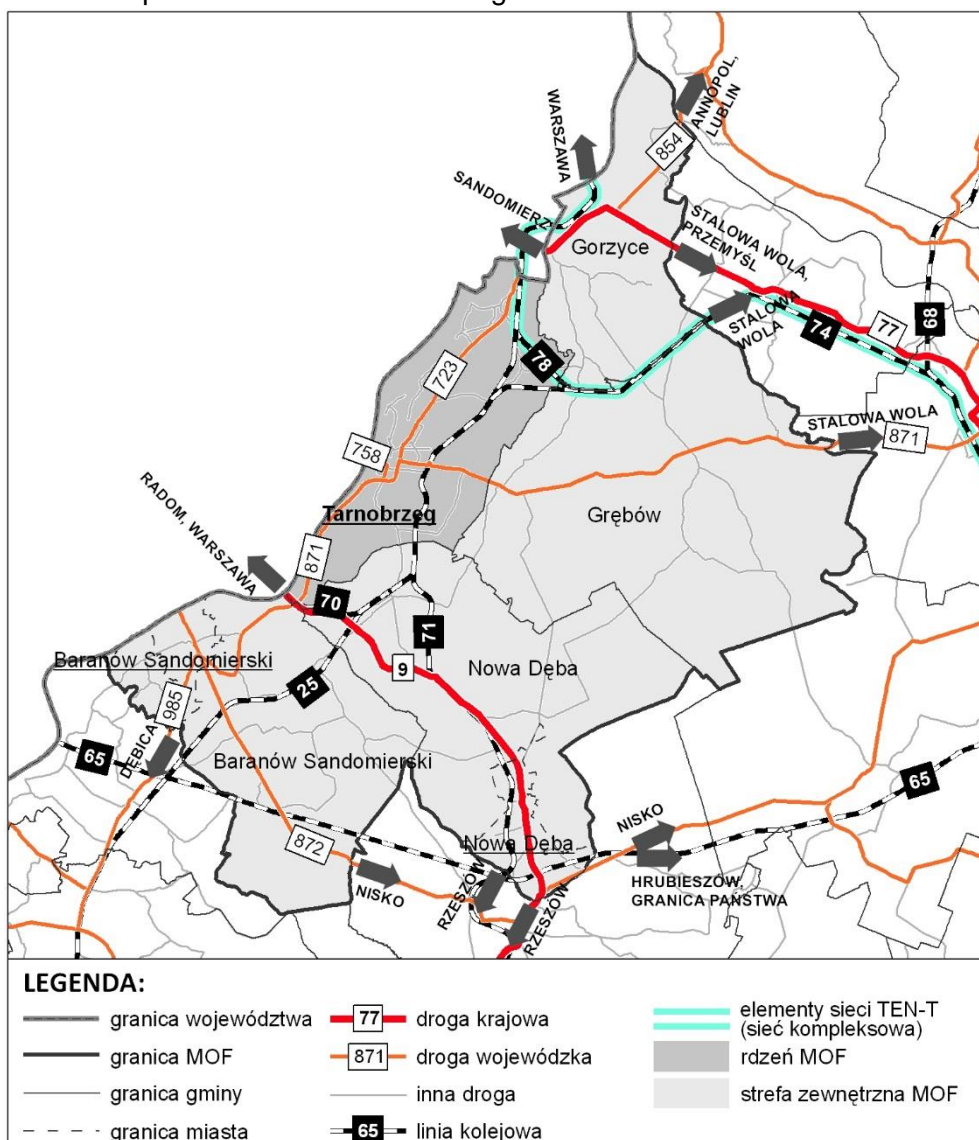 WARSZAWA
ANNOPOL,
LUBLIN
854
SANDOMIERZ
STALOWA WOLA,
PRZEMYŚL
Gorzyce
STALOWA
WOLA
74
77
68
78
723
STALOWA WOLA
871
758
RADOM, WARSZAWA
Tarnobrzeg
Grębów
871
70
71
9
Nowa Dęba
Baranów Sandomierski
25
985
DĘBICA
65
Baranów Sandomierski
65
NISKO
872
Nowa Dęba
NISKO
HRUBIESZÓW,
GRANICA PAŃSTWA
RZESZÓW
RZESZÓW
LEGENDA:
granica województwa
granica MOF
granica gminy
granica miasta
77 droga krajowa
871 droga wojewódzka
inna droga
65 linia kolejowa
elementy sieci TEN-T
(sieć kompleksowa)
rdzeń MOF
strefa zewnętrzna MOF